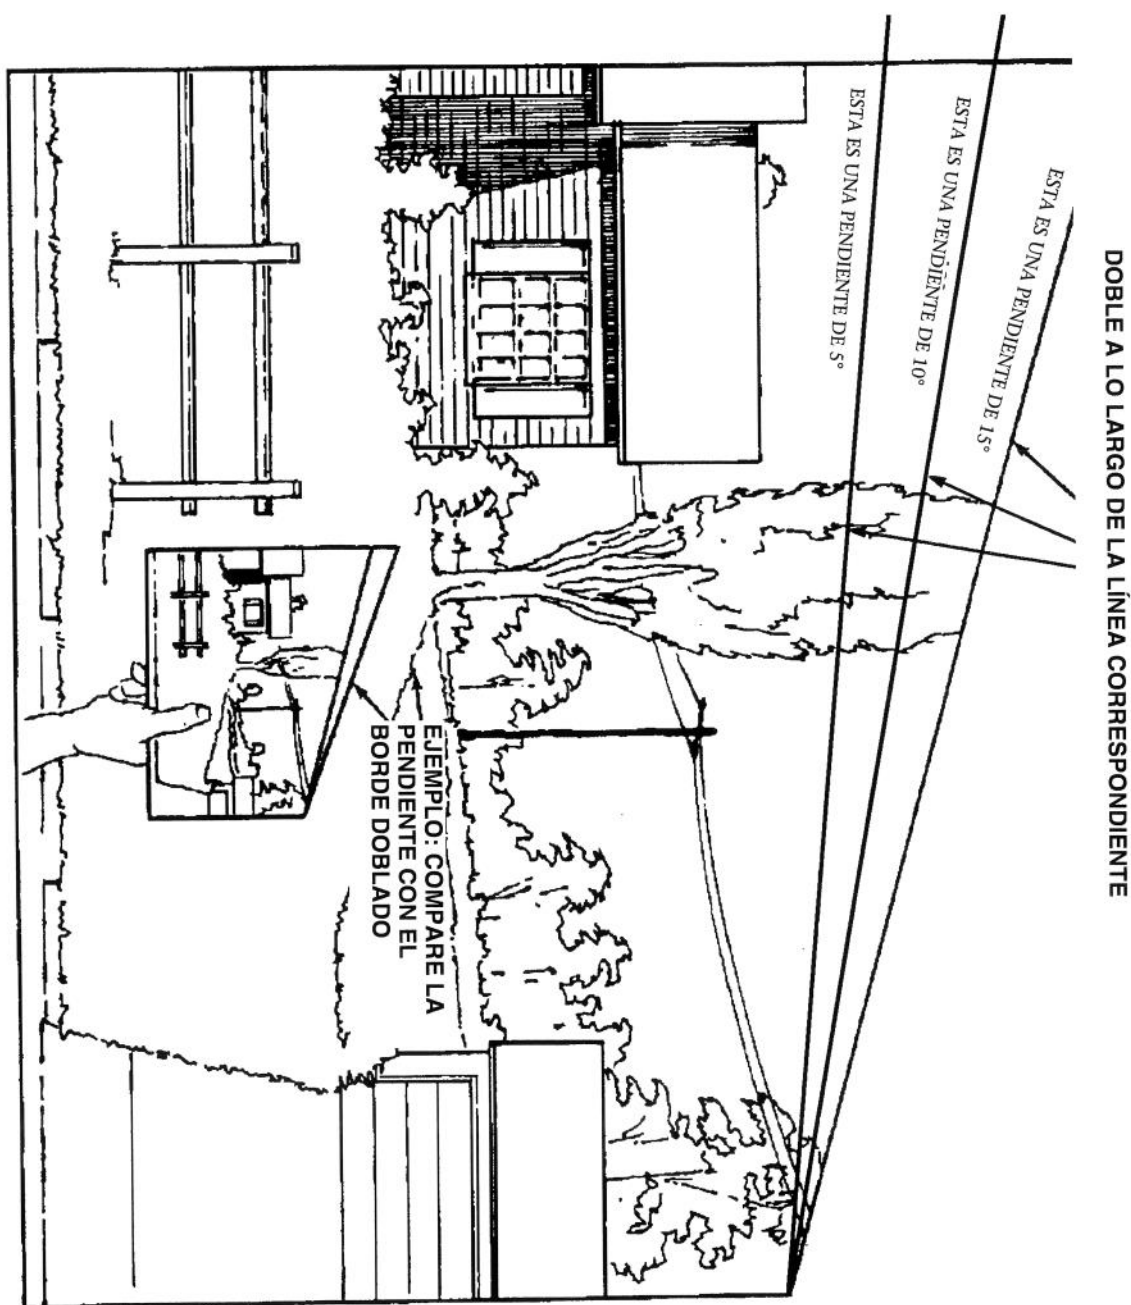 DOBLE A LO LARGO DE LA LÍNEA CORRESPONDIENTE
ESTA ES UNA PENDIENTE DE 15°
ESTA ES UNA PENDIENTE DE 10°
ESTA ES UNA PENDIENTE DE 5°
EJEMPLO: COMPARE LA
PENDIENTE CON EL
BORDE DOBLADO